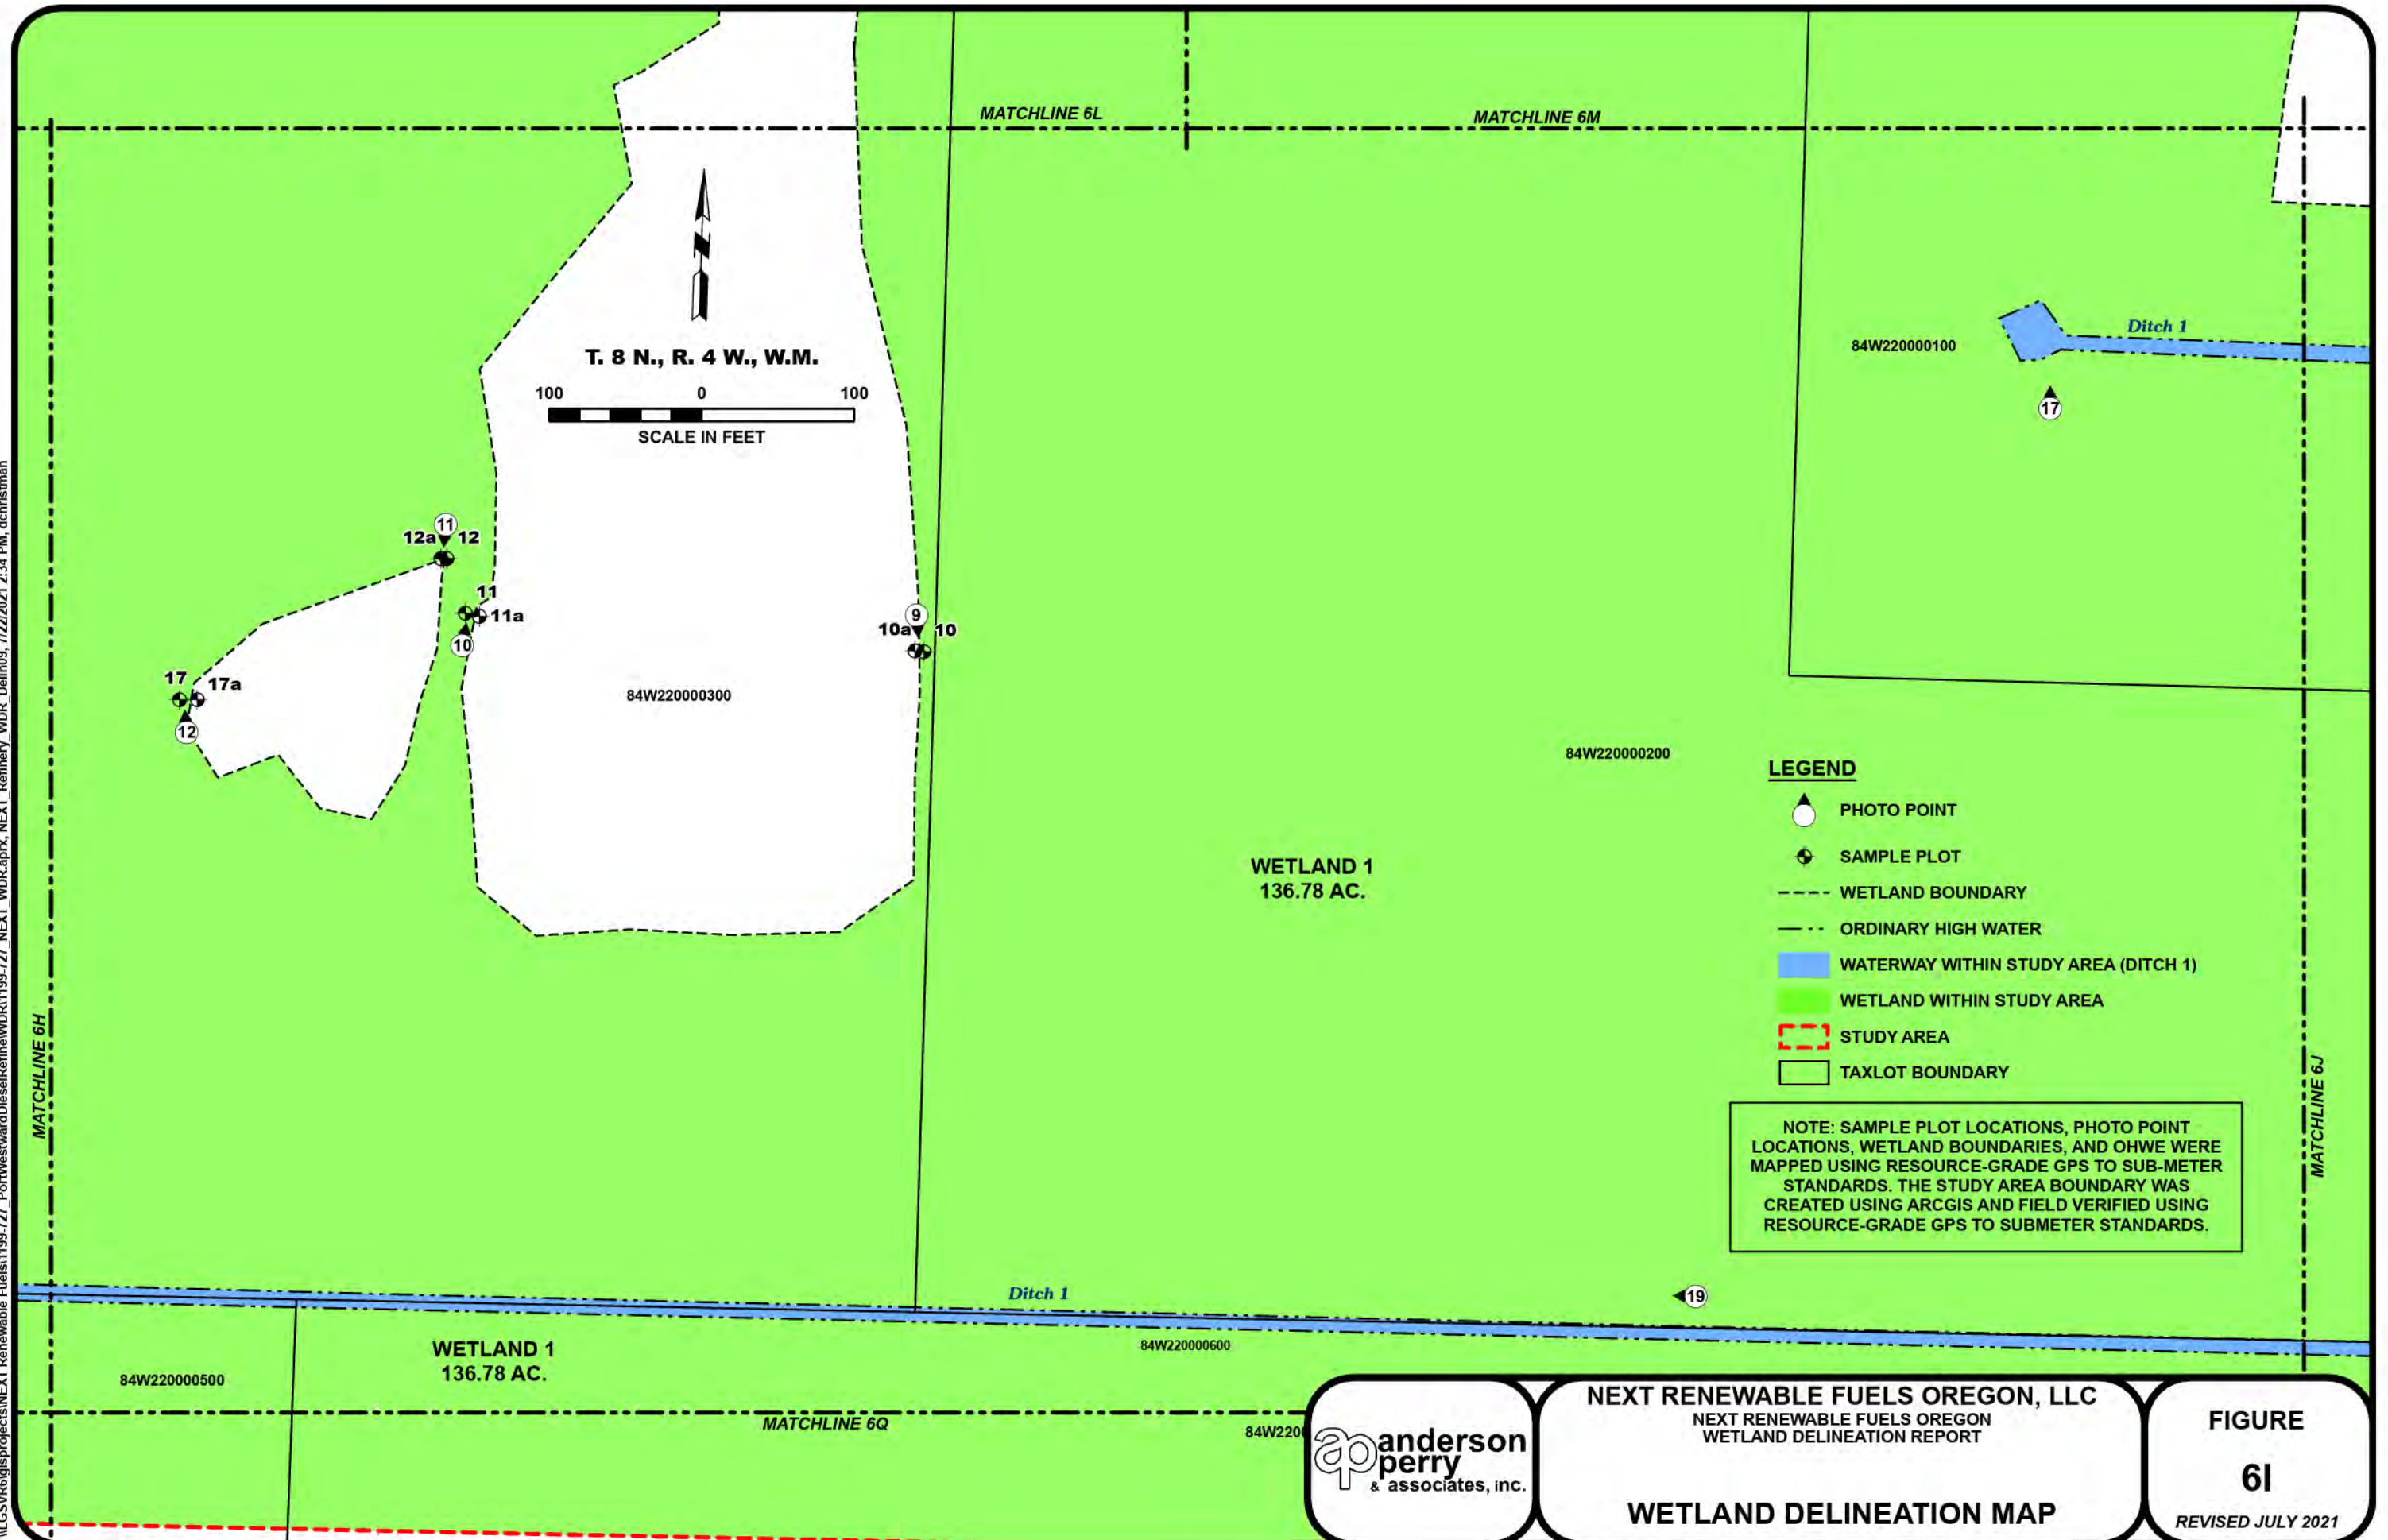 MATCHLINE 6L
MATCHLINE 6M
T. 8 N., R. 4 W., W.M.
100 0 100
SCALE IN FEET
84W220000100
Ditch 1
17
11
12a 12
11
11a
10
9
10a 10
17
17a
12
84W220000300
84W220000200
WETLAND 1
136.78 AC.
LEGEND
PHOTO POINT
SAMPLE PLOT
WETLAND BOUNDARY
ORDINARY HIGH WATER
WATERWAY WITHIN STUDY AREA (DITCH 1)
WETLAND WITHIN STUDY AREA
STUDY AREA
TAXLOT BOUNDARY
NOTE: SAMPLE PLOT LOCATIONS, PHOTO POINT
LOCATIONS, WETLAND BOUNDARIES, AND OHWE WERE
MAPPED USING RESOURCE-GRADE GPS TO SUB-METER
STANDARDS. THE STUDY AREA BOUNDARY WAS
CREATED USING ARCGIS AND FIELD VERIFIED USING
RESOURCE-GRADE GPS TO SUBMETER STANDARDS.
MATCHLINE 6H
MATCHLINE 6J
Ditch 1
19
WETLAND 1
136.78 AC.
84W220000600
84W220000500
MATCHLINE 6Q
84W220
ap anderson
perry
& associates, inc.
NEXT RENEWABLE FUELS OREGON, LLC
NEXT RENEWABLE FUELS OREGON
WETLAND DELINEATION REPORT
WETLAND DELINEATION MAP
FIGURE
6I
REVISED JULY 2021